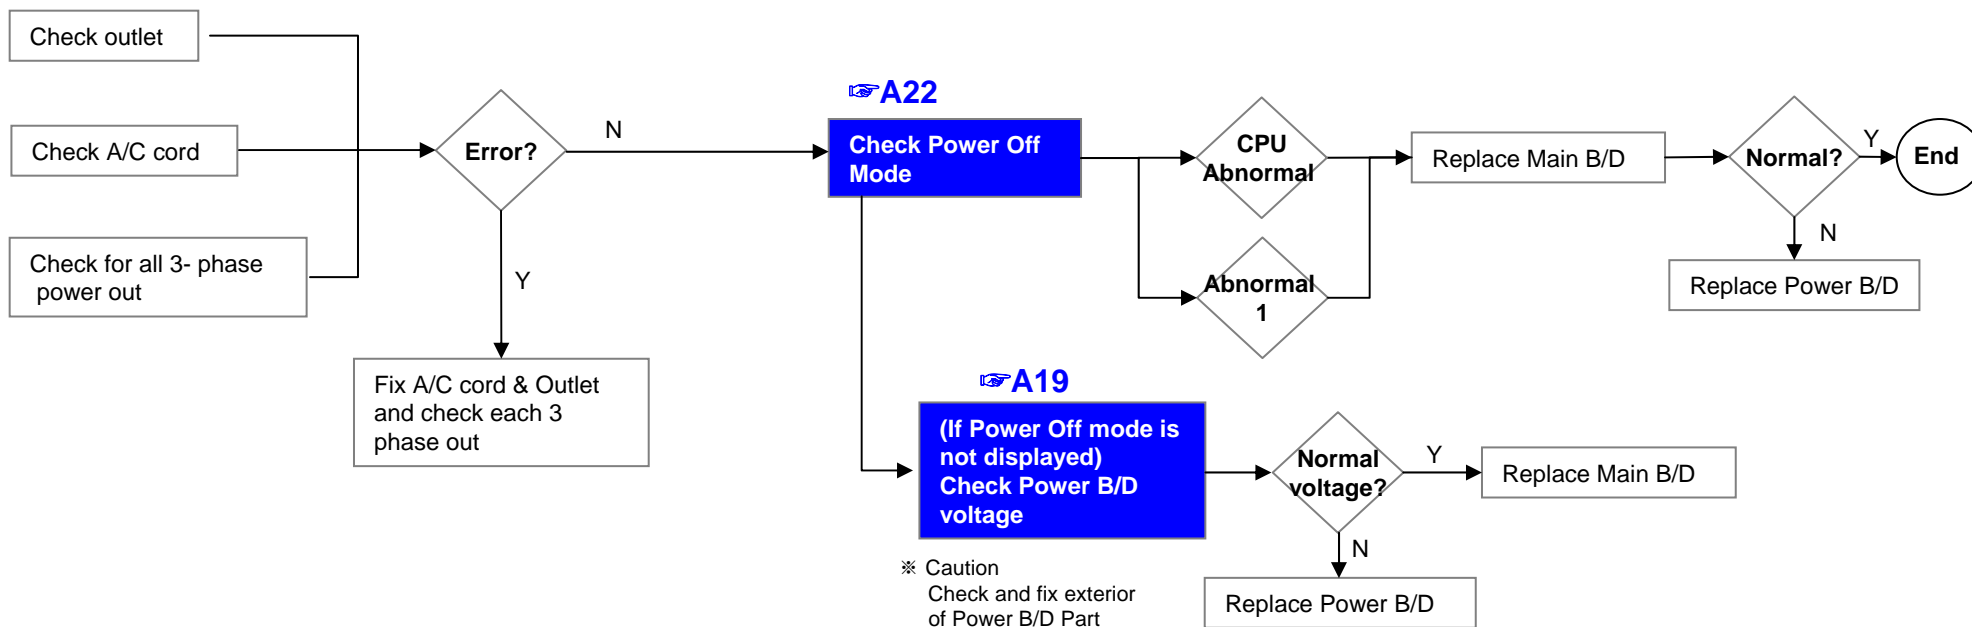 Check outlet
Check A/C cord
Check for all 3- phase
power out
Error?
N
Y
Fix A/C cord & Outlet
and check each 3
phase out
☞A22
Check Power Off
Mode
CPU
Abnormal
Abnormal
1
Replace Main B/D
Normal?
Y
End
N
Replace Power B/D
☞A19
(If Power Off mode is
not displayed)
Check Power B/D
voltage
※ Caution
Check and fix exterior
of Power B/D Part
Normal
voltage?
Y
Replace Main B/D
N
Replace Power B/D